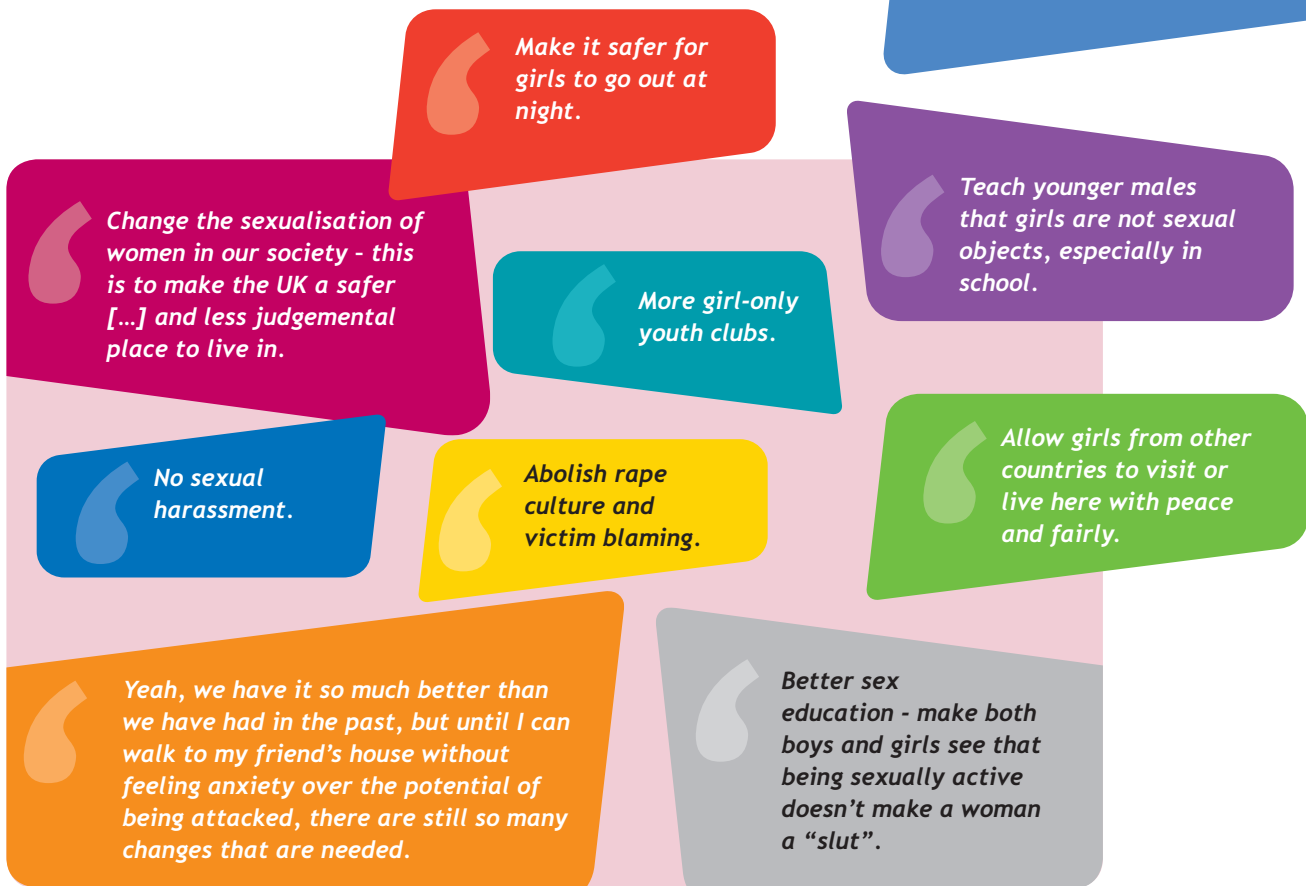 Make it safer for
girls to go out at
night.
Teach younger males
that girls are not sexual
objects, especially in
school.
Change the sexualisation of
women in our society – this
is to make the UK a safer
[…] and less judgemental
place to live in.
More girl-only
youth clubs.
Allow girls from other
countries to visit or
live here with peace
and fairly.
No sexual
harassment.
Abolish rape
culture and
victim blaming.
Yeah, we have it so much better than
we have had in the past, but until I can
walk to my friend’s house without
feeling anxiety over the potential of
being attacked, there are still so many
changes that are needed.
Better sex
education - make both
boys and girls see that
being sexually active
doesn’t make a woman
a “slut”.